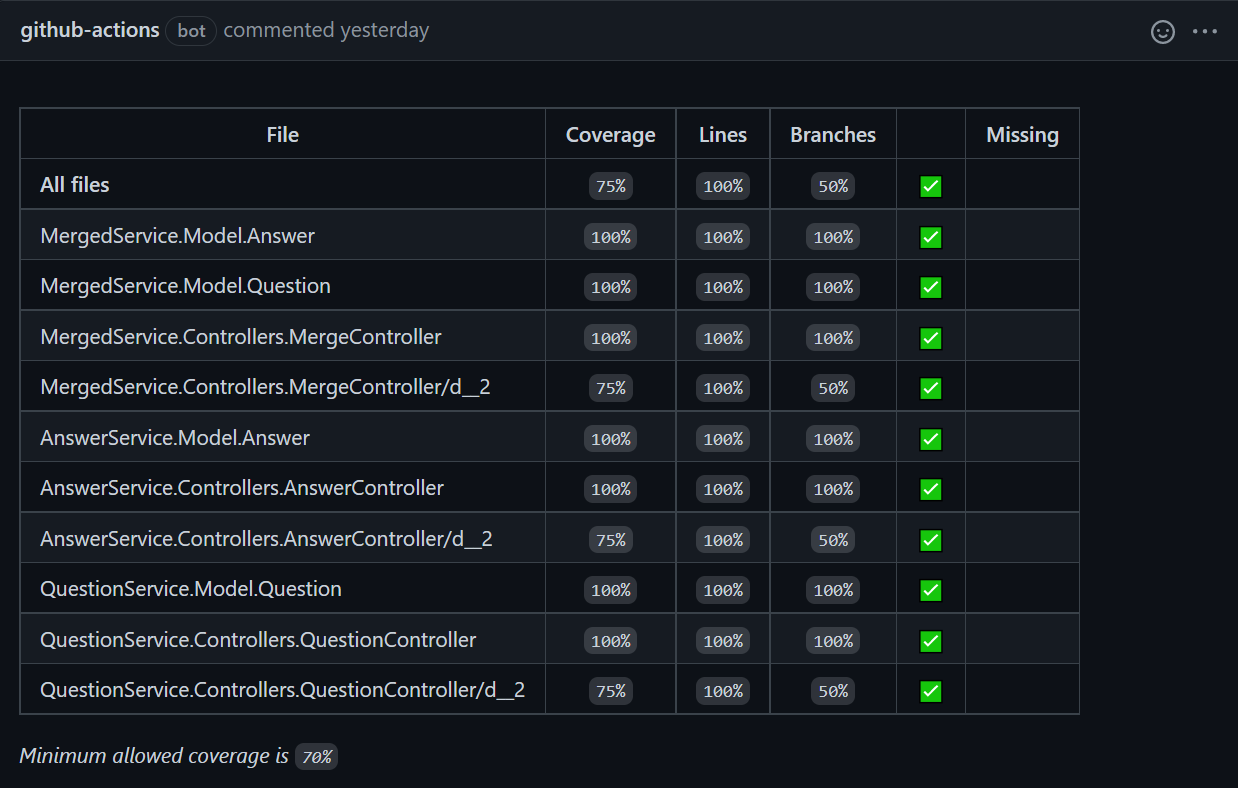 github-actions bot commented yesterday
File Coverage Lines Branches Missing
All files 75% 100% 50% ✅
MergedService.Model.Answer 100% 100% 100% ✅
MergedService.Model.Question 100% 100% 100% ✅
MergedService.Controllers.MergeController 100% 100% 100% ✅
MergedService.Controllers.MergeController/d__2 75% 100% 50% ✅
AnswerService.Model.Answer 100% 100% 100% ✅
AnswerService.Controllers.AnswerController 100% 100% 100% ✅
AnswerService.Controllers.AnswerController/d__2 75% 100% 50% ✅
QuestionService.Model.Question 100% 100% 100% ✅
QuestionService.Controllers.QuestionController 100% 100% 100% ✅
QuestionService.Controllers.QuestionController/d__2 75% 100% 50% ✅
Minimum allowed coverage is 70%